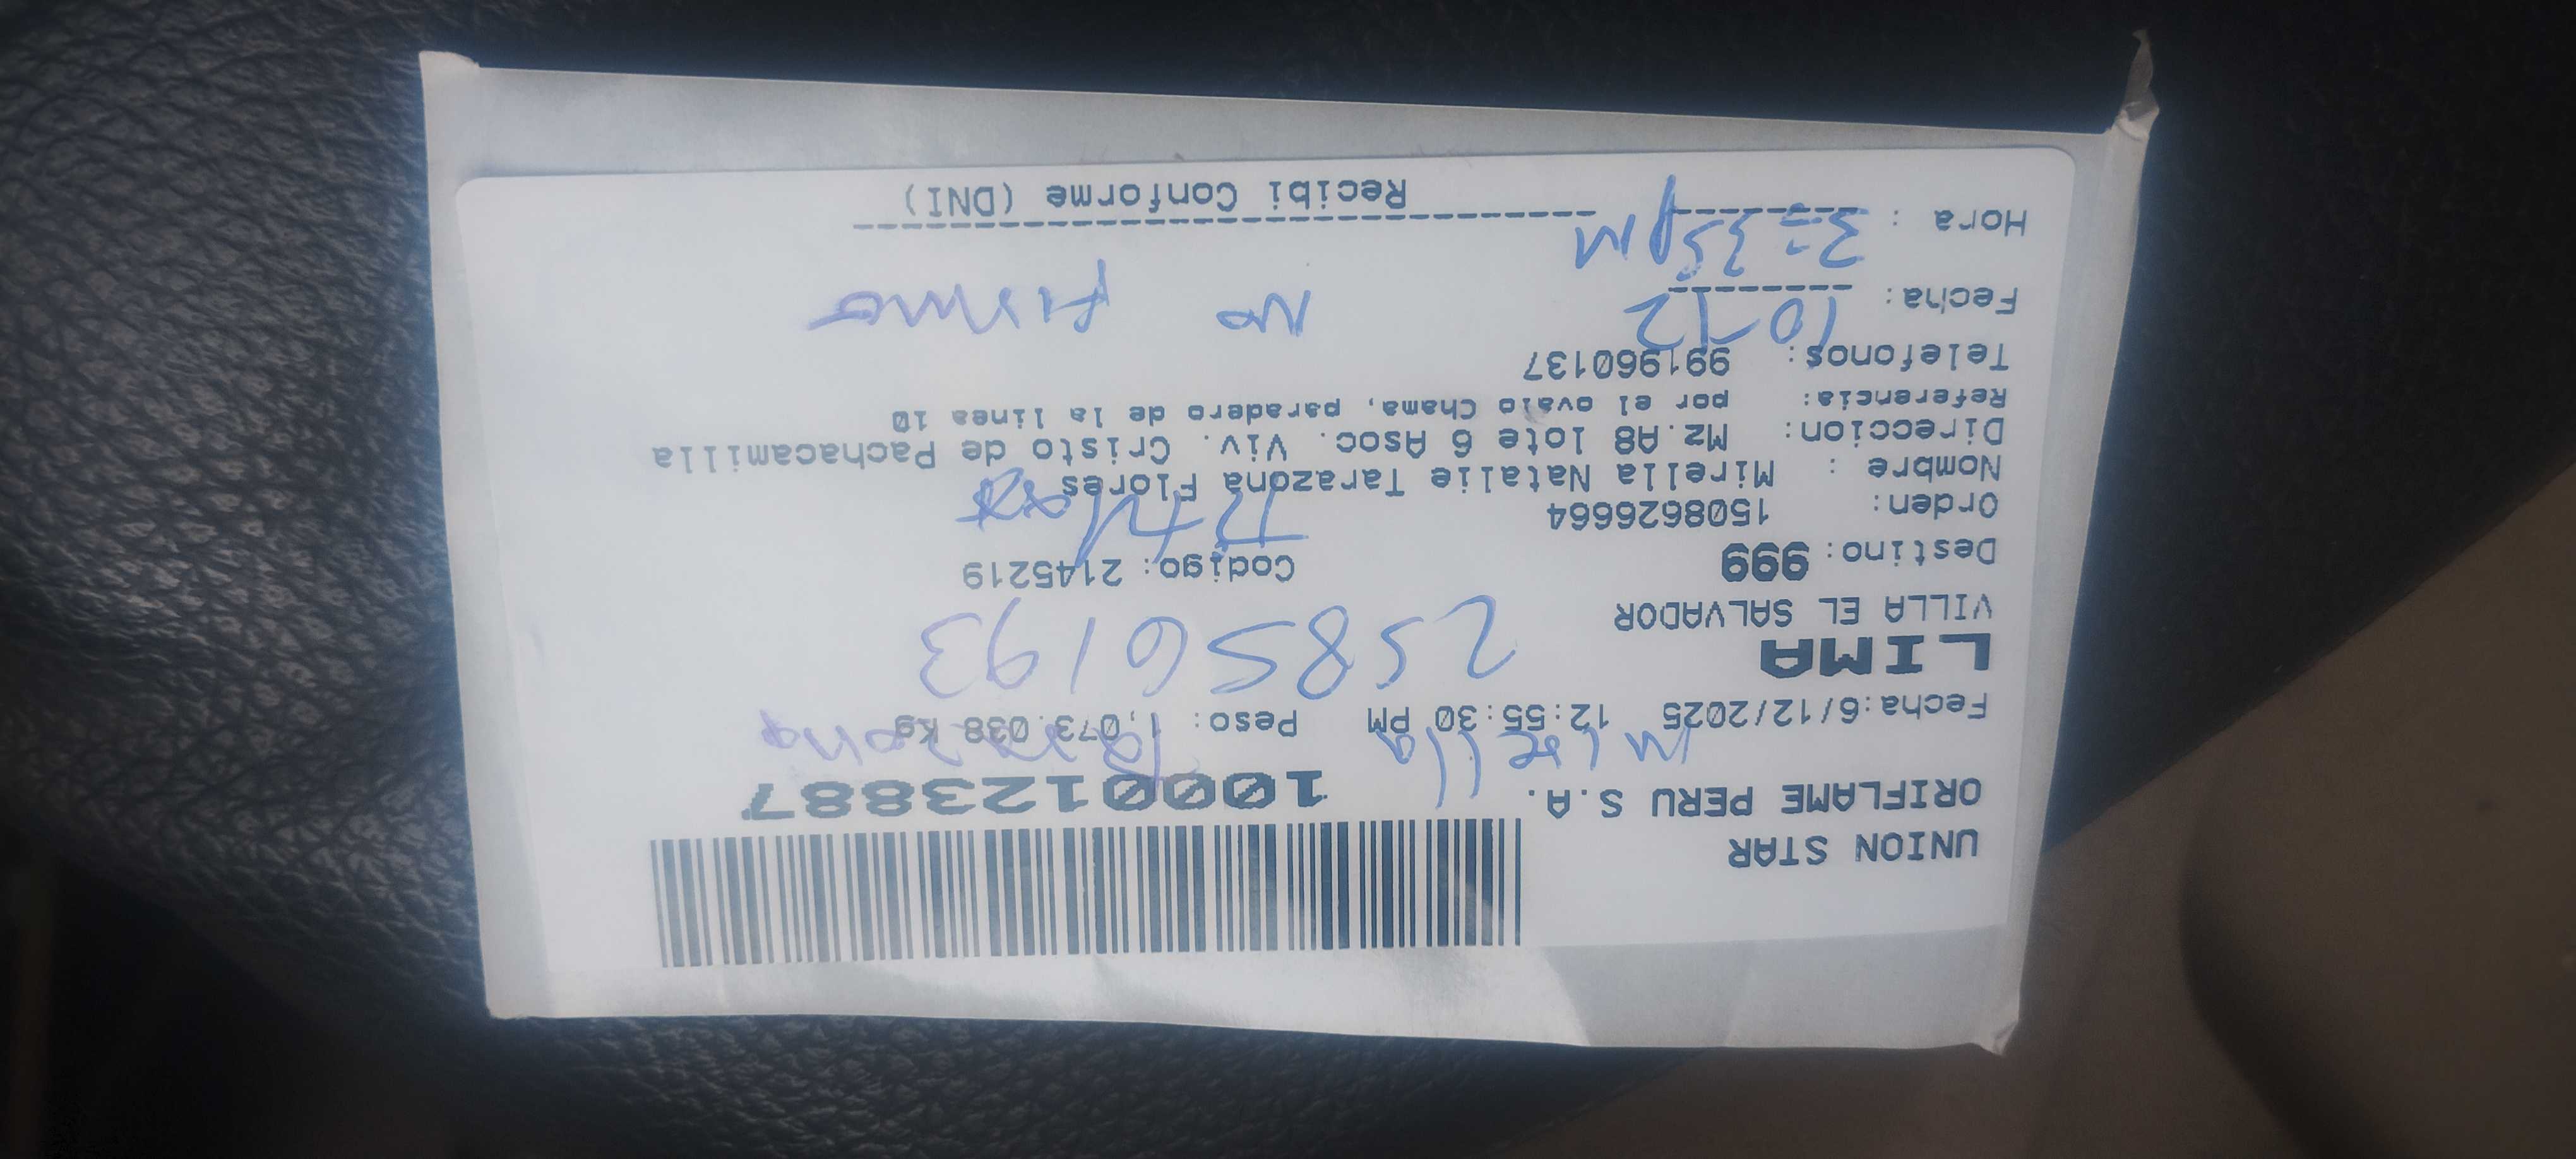 UNION STAR
ORIFLAME PERU S.A.
1000123887
Mirella Tarazona
Fecha:6/12/2025 12:55:30 PM Peso: 1,073.038 Kg
LIMA
25856193
VILLA EL SALVADOR
Destino: 999 Codigo: 2145219
Orden: 1508626664
Nombre : Mirella Natalie Tarazona Flores
Direccion: Mz.A8 lote 6 Asoc. Viv. Cristo de Pachacamilla
Referencia: por el ovalo Chama, paradero de la linea 10
Telefonos: 991960137
Fecha: 10-12 No firmo
Hora : 3:35pm
Recibi Conforme (DNI)